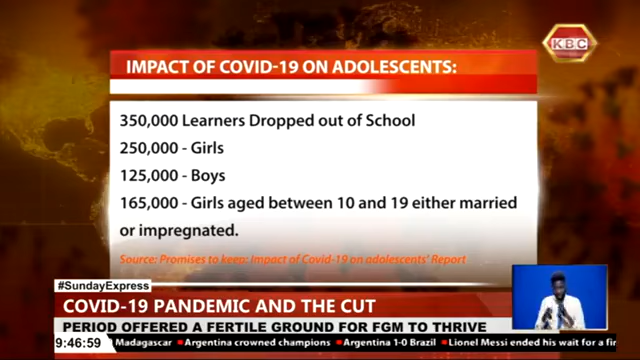 KBC
IMPACT OF COVID-19 ON ADOLESCENTS:
350,000 Learners Dropped out of School
250,000 - Girls
125,000 - Boys
165,000 - Girls aged between 10 and 19 either married
or impregnated.
Source; Promises to keep: Impact of Covid-19 on adolescents' Report
#SundayExpress
COVID-19 PANDEMIC AND THE CUT
PERIOD OFFERED A FERTILE GROUND FOR FGM TO THRIVE
9:46:59 Madagascar Argentina crowned champions Argentina 1-0 Brazil Lionel Messi ended his wait for a fir